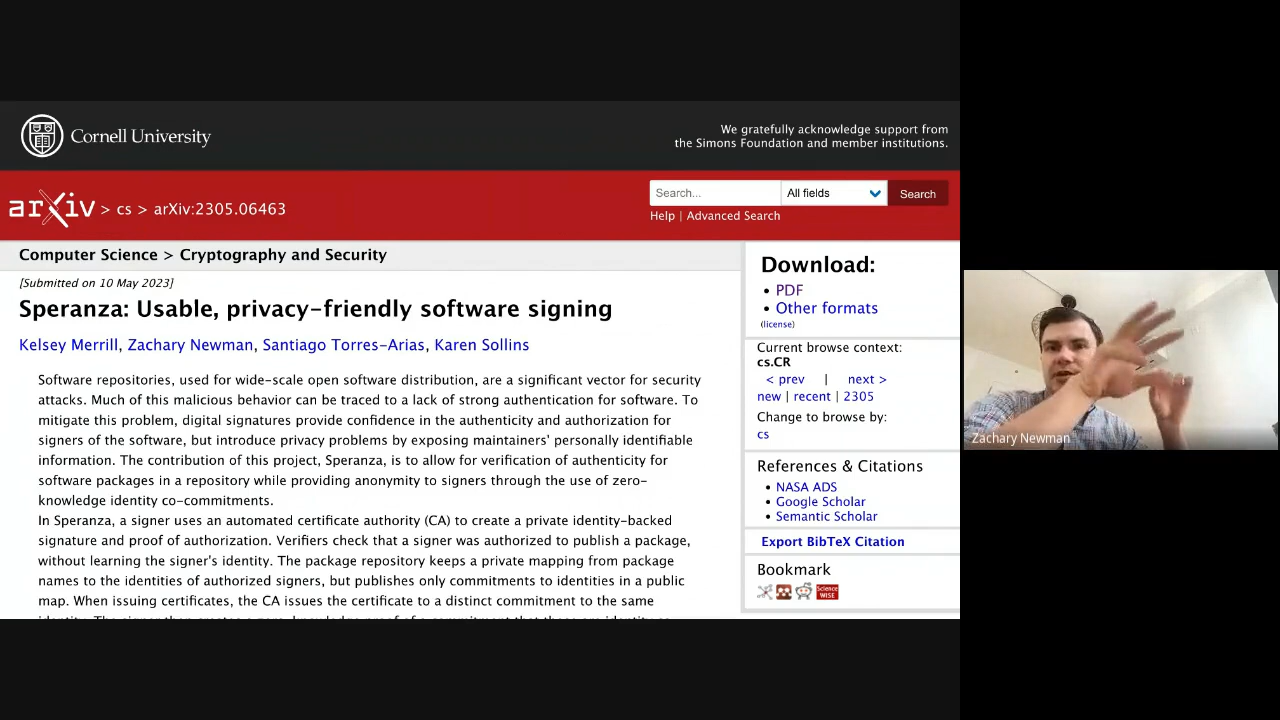 Cornell University
We gratefully acknowledge support from
the Simons Foundation and member institutions.
arXiv > cs > arXiv:2305.06463
Search...
All fields
Search
Help | Advanced Search
Computer Science > Cryptography and Security
[Submitted on 10 May 2023]
Speranza: Usable, privacy-friendly software signing
Kelsey Merrill, Zachary Newman, Santiago Torres-Arias, Karen Sollins
Software repositories, used for wide-scale open software distribution, are a significant vector for security
attacks. Much of this malicious behavior can be traced to a lack of strong authentication for software. To
mitigate this problem, digital signatures provide confidence in the authenticity and authorization for
signers of the software, but introduce privacy problems by exposing maintainers' personally identifiable
information. The contribution of this project, Speranza, is to allow for verification of authenticity for
software packages in a repository while providing anonymity to signers through the use of zero-
knowledge identity co-commitments.
In Speranza, a signer uses an automated certificate authority (CA) to create a private identity-backed
signature and proof of authorization. Verifiers check that a signer was authorized to publish a package,
without learning the signer's identity. The package repository keeps a private mapping from package
names to the identities of authorized signers, but publishes only commitments to identities in a public
map. When issuing certificates, the CA issues the certificate to a distinct commitment to the same
Download:
• PDF
• Other formats
(license)
Current browse context:
cs.CR
< prev | next >
new | recent | 2305
Change to browse by:
cs
References & Citations
• NASA ADS
• Google Scholar
• Semantic Scholar
Export BibTeX Citation
Bookmark
Science
WISE
Zachary Newman